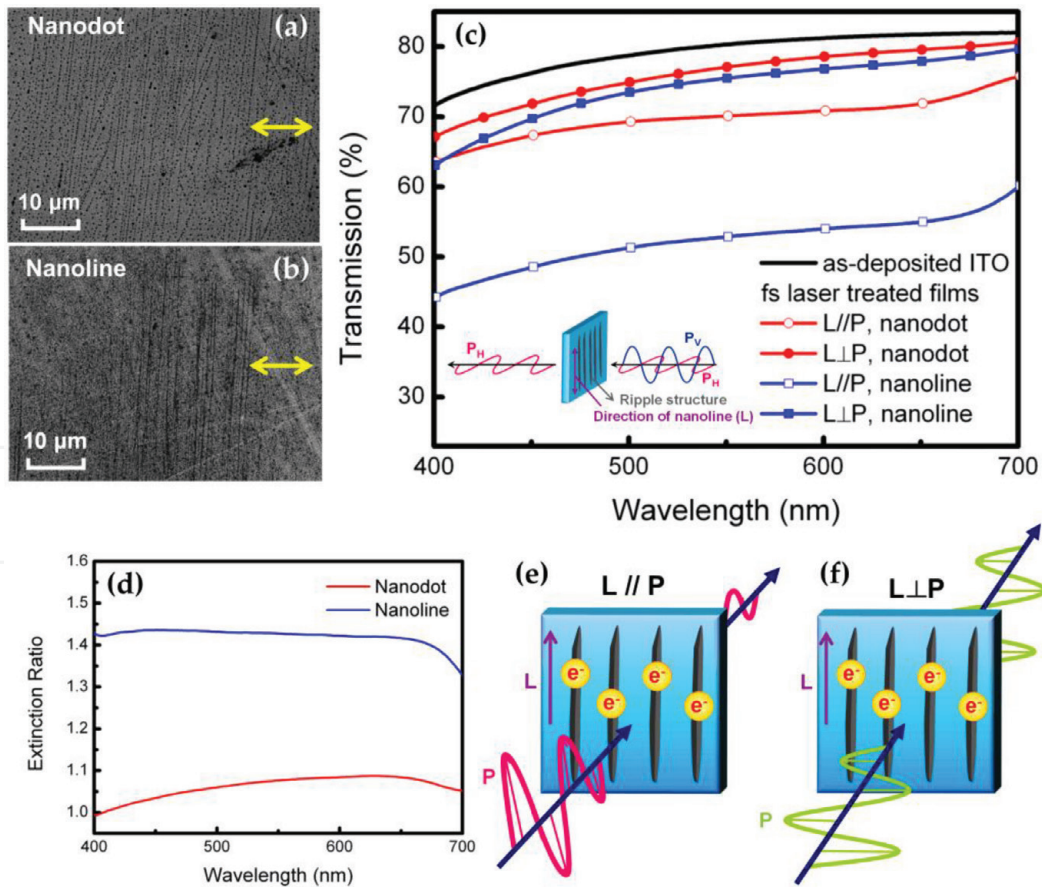 Nanodot
(a)
10 μm
Nanoline
(b)
10 μm
(c)
80
70
60
50
40
30
Transmission (%)
as-deposited ITO
fs laser treated films
L//P, nanodot
L⊥P, nanodot
L//P, nanoline
L⊥P, nanoline
P_H
P_V
P_H
Ripple structure
Direction of nanoline (L)
400
500
600
700
Wavelength (nm)
(d)
Nanodot
Nanoline
1.6
1.5
1.4
1.3
1.2
1.1
1.0
Extinction Ratio
400
500
600
700
Wavelength (nm)
(e)
L // P
L
e-
e-
e-
e-
P
(f)
L⊥P
L
e-
e-
e-
e-
P